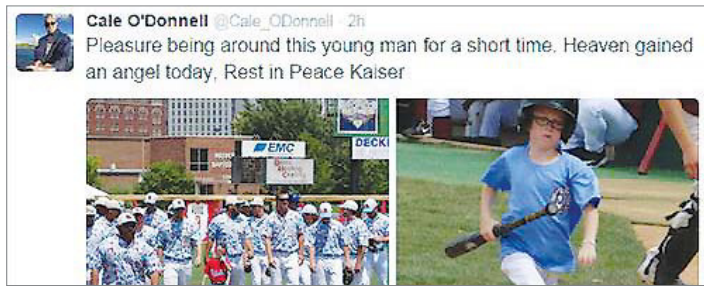 Cale O'Donnell @Cale_ODonnell · 2h
Pleasure being around this young man for a short time. Heaven gained
an angel today, Rest in Peace Kaiser
EMC
DECK